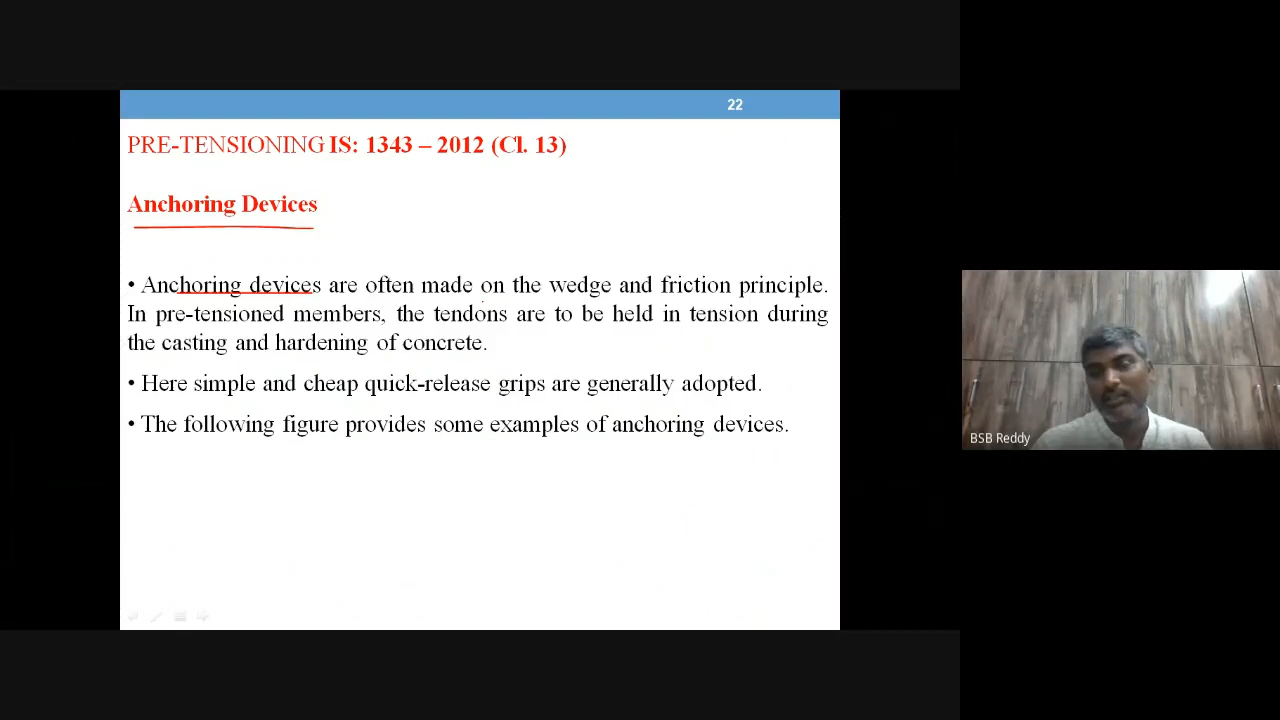 22
PRE-TENSIONING IS: 1343 – 2012 (Cl. 13)
Anchoring Devices
• Anchoring devices are often made on the wedge and friction principle.
In pre-tensioned members, the tendons are to be held in tension during
the casting and hardening of concrete.
• Here simple and cheap quick-release grips are generally adopted.
• The following figure provides some examples of anchoring devices.
BSB Reddy